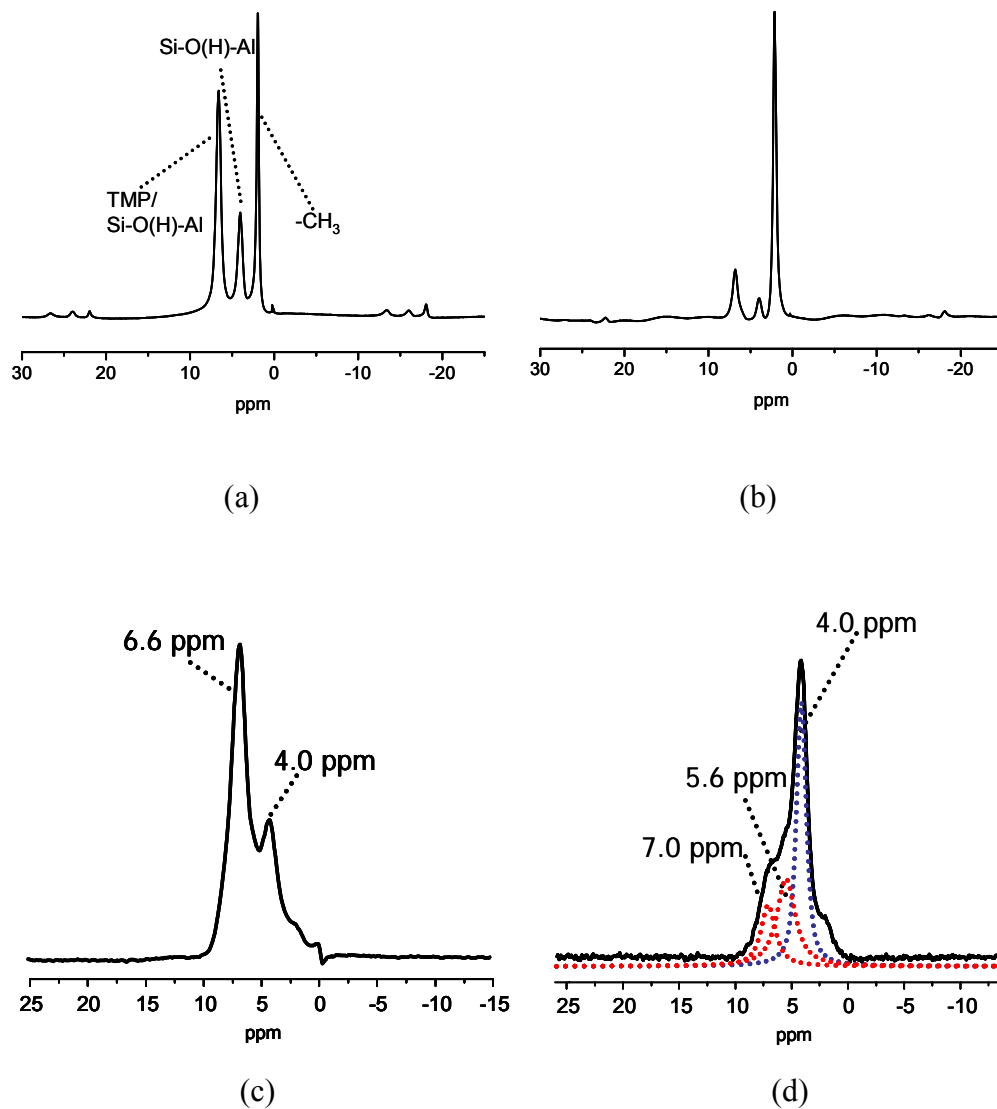 Si-O(H)-Al
TMP/
Si-O(H)-Al
-CH₃
30 20 10 0 -10 -20
ppm
(a)
30 20 10 0 -10 -20
ppm
(b)
6.6 ppm
4.0 ppm
25 20 15 10 5 0 -5 -10 -15
ppm
(c)
4.0 ppm
5.6 ppm
7.0 ppm
25 20 15 10 5 0 -5 -10
ppm
(d)